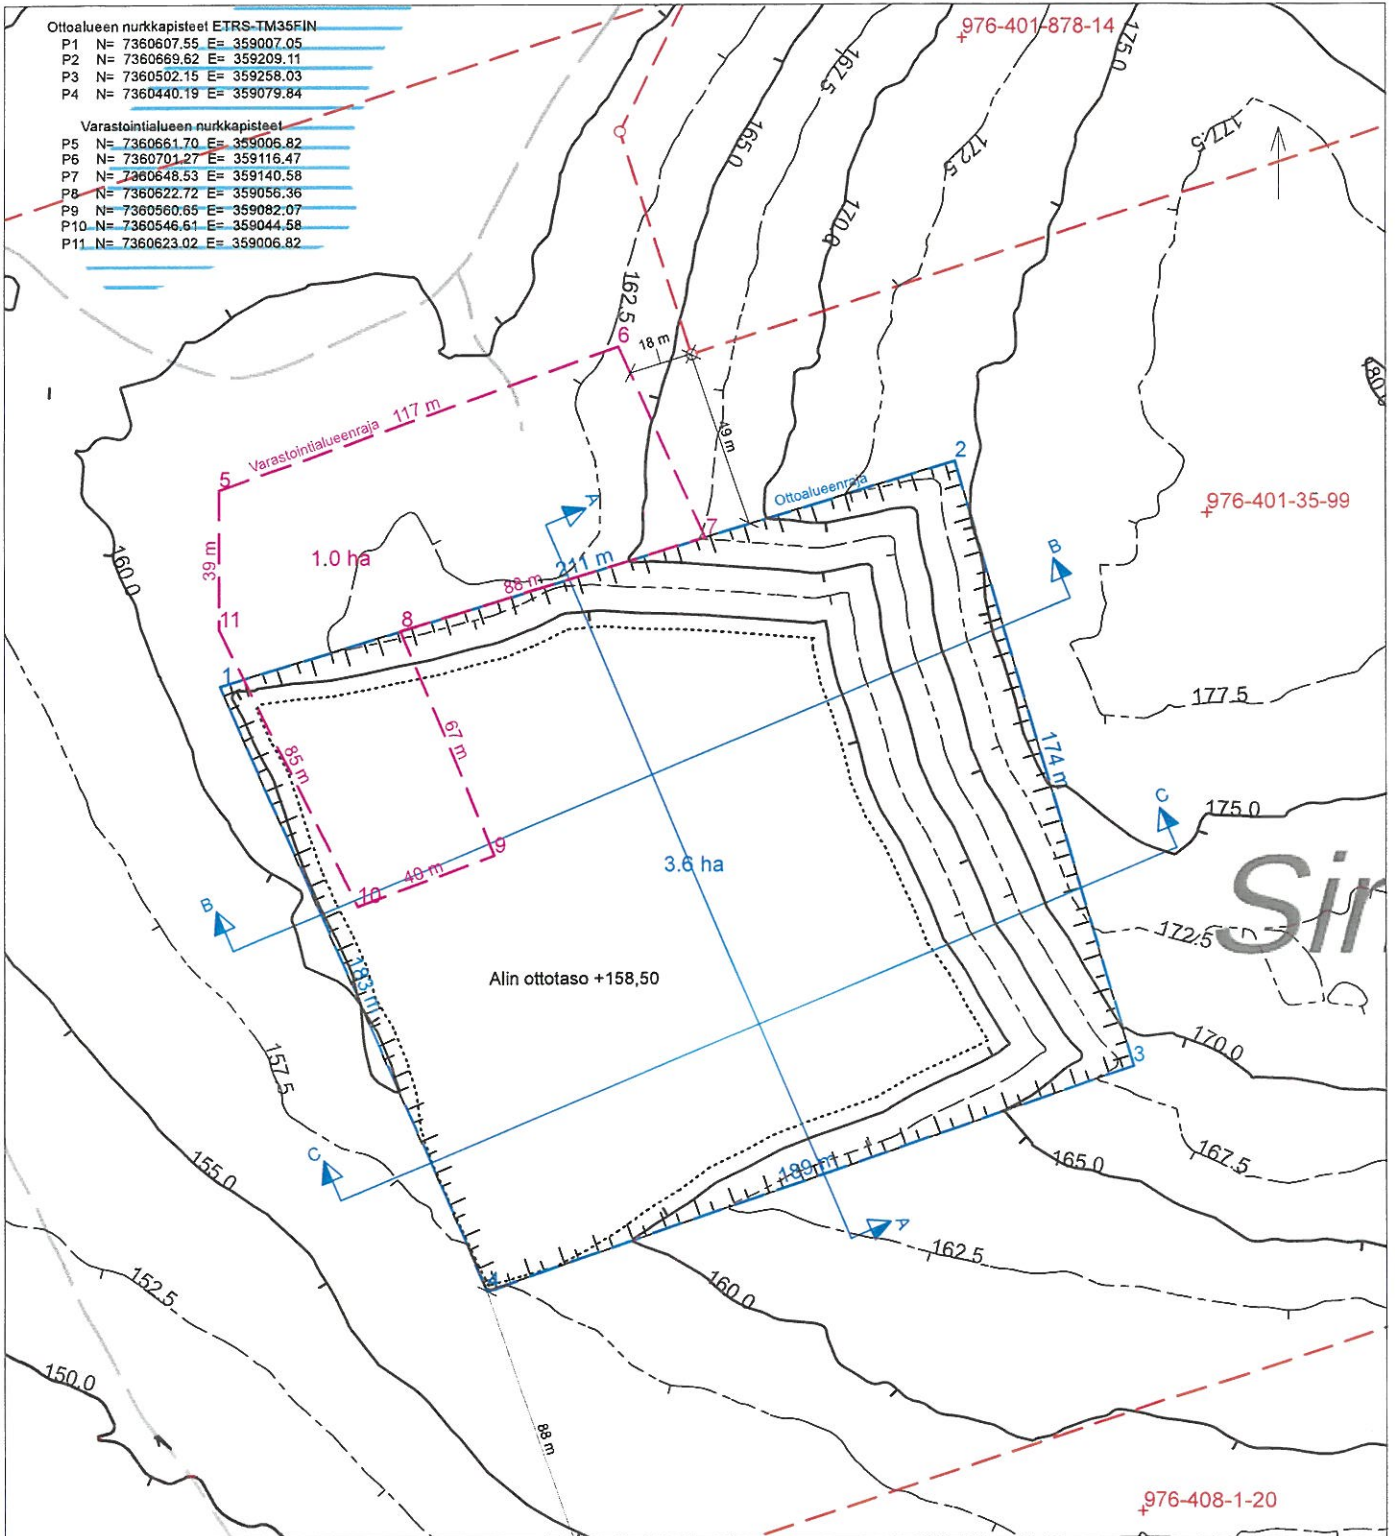 Ottoalueen nurkkapisteet ETRS-TM35FIN
P1 N= 7360607.55 E= 359007.05
P2 N= 7360669.62 E= 359209.11
P3 N= 7360502.15 E= 359258.03
P4 N= 7360440.19 E= 359079.84
Varastointialueen nurkkapisteet
P5 N= 7360661.70 E= 359006.82
P6 N= 7360701.27 E= 359116.47
P7 N= 7360648.53 E= 359140.58
P8 N= 7360622.72 E= 359056.36
P9 N= 7360560.65 E= 359082.07
P10 N= 7360546.61 E= 359044.58
P11 N= 7360623.02 E= 359006.82
976-401-878-14
175.0
167.5
165.0
172.5
177.5
170.0
162.5
6
18 m
180.0
117 m
Varastointialueenraja
49 m
2
5
Ottoalueenraja
976-401-35-99
A
7
160.0
39 m
1.0 ha
211 m
88 m
B
11
8
1
177.5
67 m
85 m
174 m
C
175.0
9
3.6 ha
40 m
10
B
Sir
172.5
183 m
Alin ottotaso +158,50
170.0
3
157.5
C
155.0
189 m
165.0
167.5
A
162.5
4
152.5
160.0
150.0
88 m
976-408-1-20